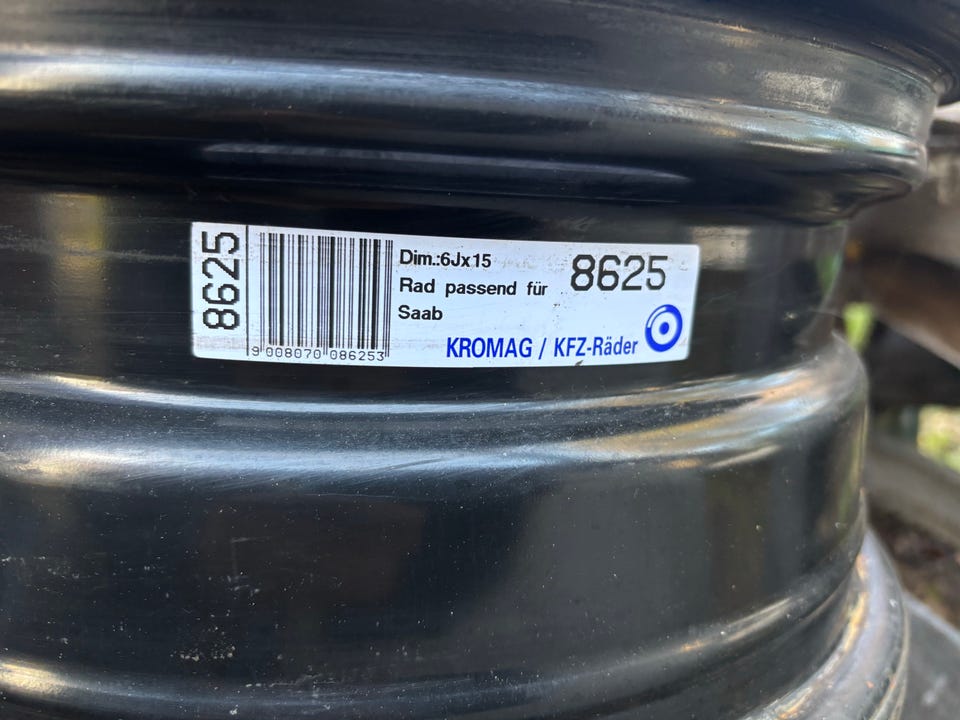 8625
9 008070 086253
Dim.:6Jx15
Rad passend für
Saab
8625
KROMAG / KFZ-Räder